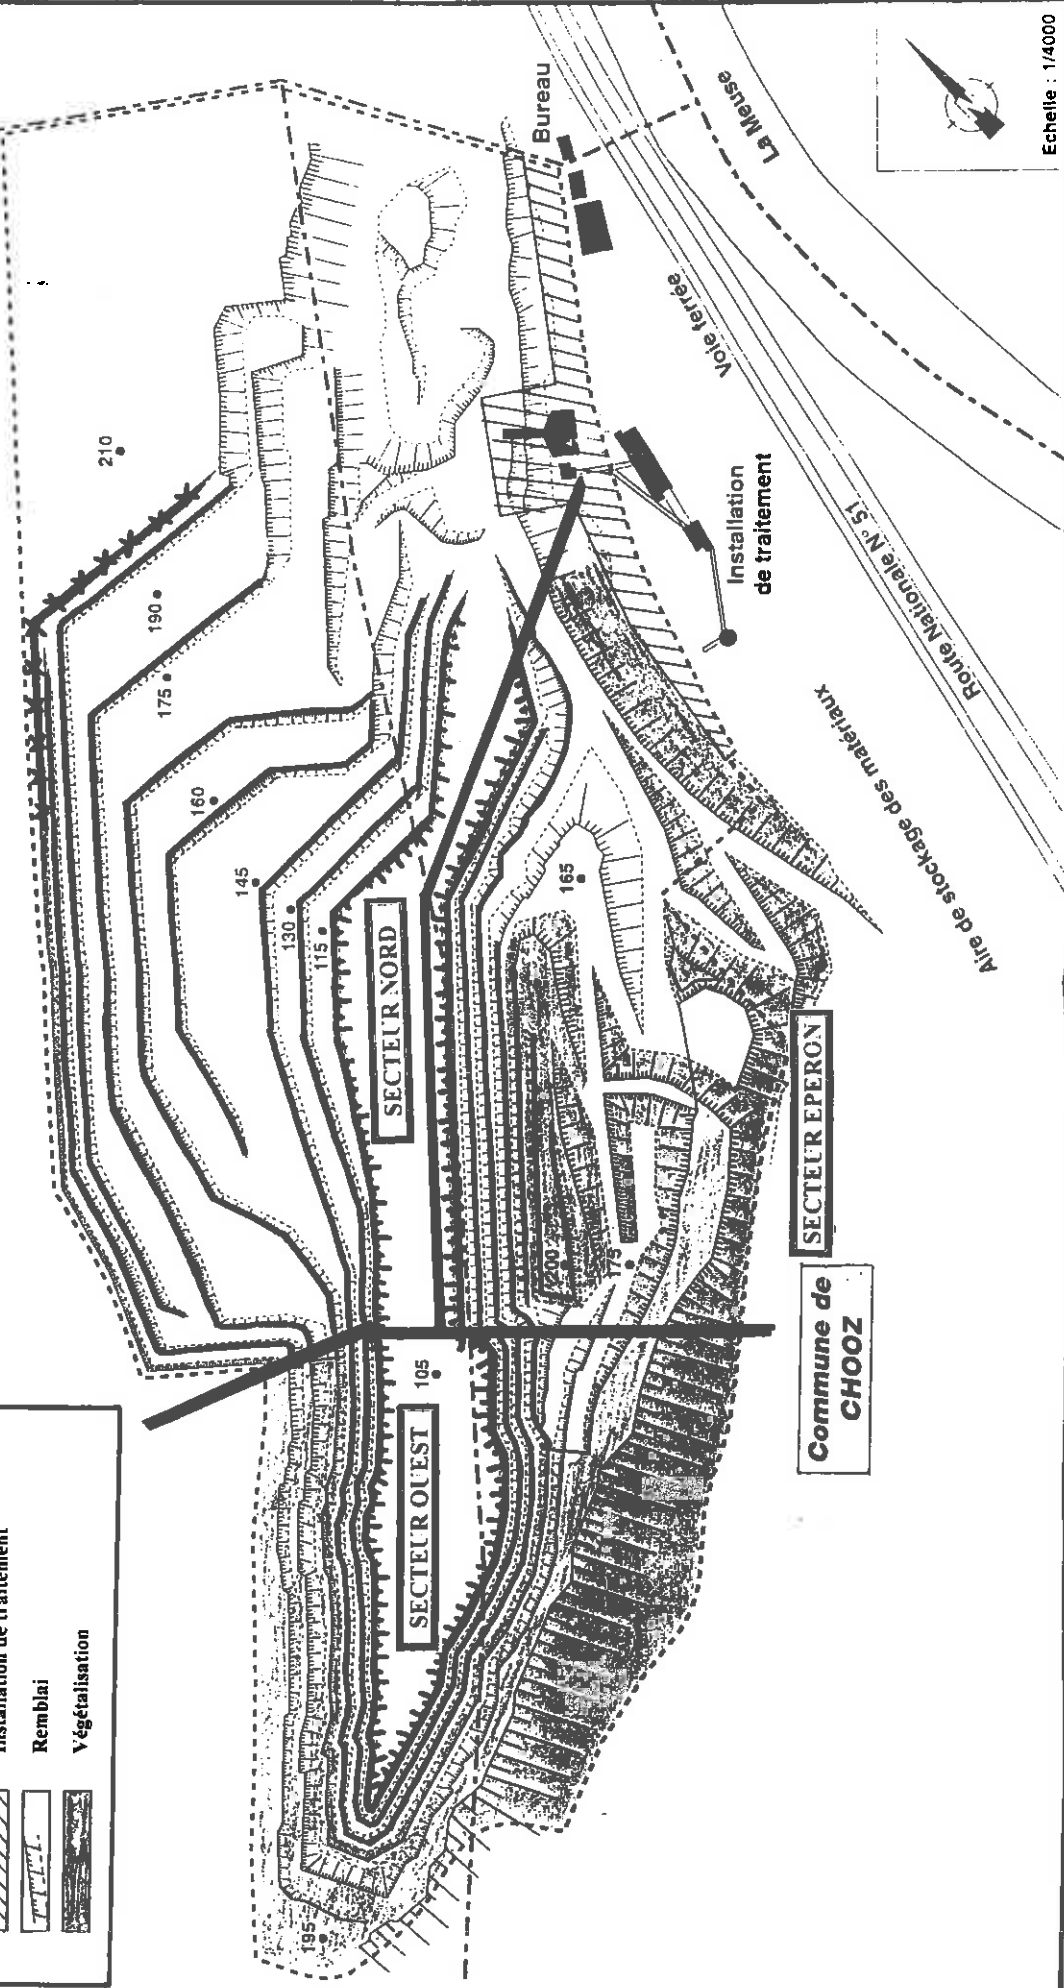 Installation de traitement
Remblai
Végétalisation
210
190
175
160
145
130
115
SECTEUR NORD
165
200
175
105
SECTEUR OUEST
195
SECTEUR EPERON
Commune de
CHOOZ
Bureau
Installation
de traitement
Voie ferrée
La Meuse
Route Nationale N° 51
Aire de stockage des matériaux
Echelle : 1/4000